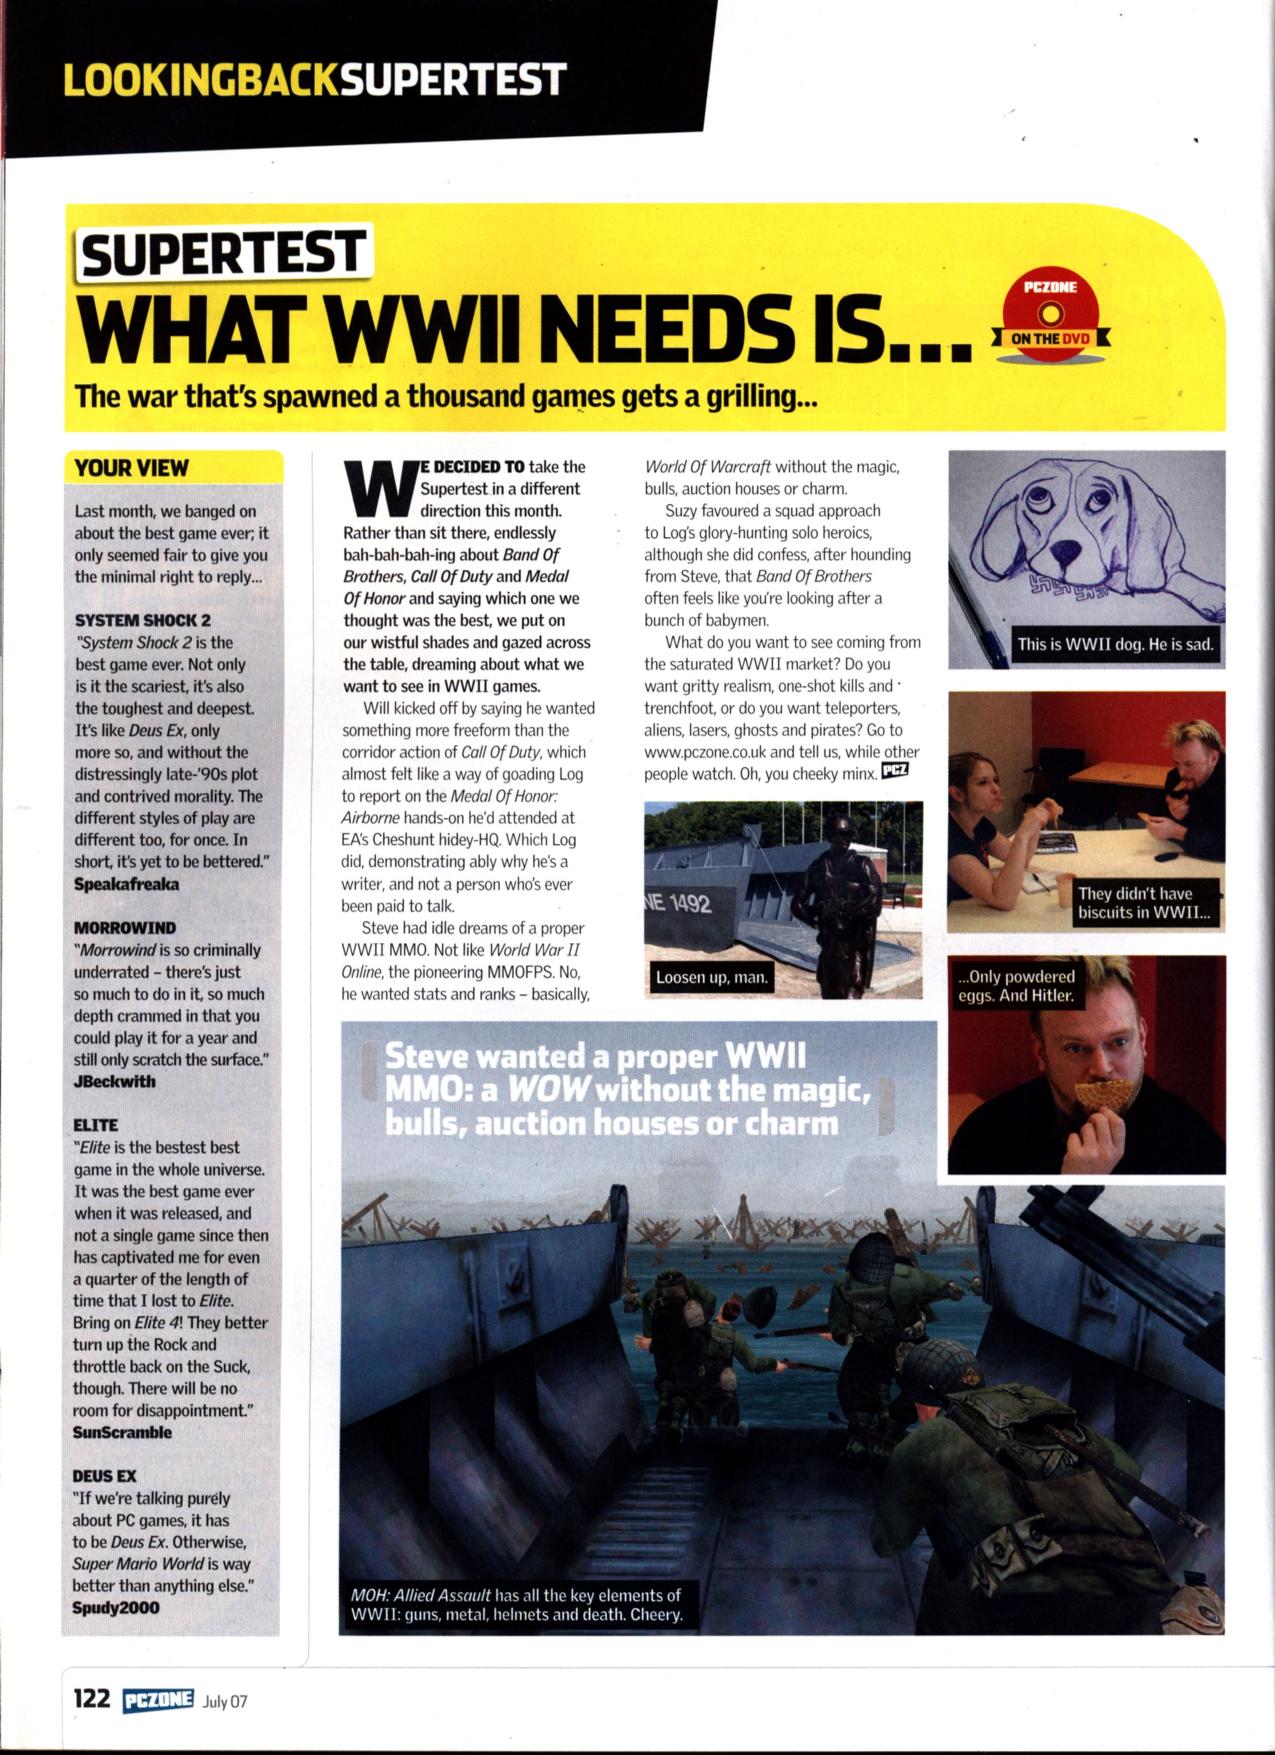 LOOKINGBACKSUPERTEST
SUPERTEST
WHAT WWII NEEDS IS...
The war that's spawned a thousand games gets a grilling...
PCZONE
ON THE DVD
YOUR VIEW
Last month, we banged on
about the best game ever; it
only seemed fair to give you
the minimal right to reply...
SYSTEM SHOCK 2
"System Shock 2 is the
best game ever. Not only
is it the scariest, it's also
the toughest and deepest.
It's like Deus Ex, only
more so, and without the
distressingly late-'90s plot
and contrived morality. The
different styles of play are
different too, for once. In
short, it's yet to be bettered."
Speakafreaka
MORROWIND
"Morrowind is so criminally
underrated – there's just
so much to do in it, so much
depth crammed in that you
could play it for a year and
still only scratch the surface."
JBeckwith
ELITE
"Elite is the bestest best
game in the whole universe.
It was the best game ever
when it was released, and
not a single game since then
has captivated me for even
a quarter of the length of
time that I lost to Elite.
Bring on Elite 4! They better
turn up the Rock and
throttle back on the Suck,
though. There will be no
room for disappointment."
SunScramble
DEUS EX
"If we're talking purely
about PC games, it has
to be Deus Ex. Otherwise,
Super Mario World is way
better than anything else."
Spudy2000
WE DECIDED TO take the
Supertest in a different
direction this month.
Rather than sit there, endlessly
bah-bah-bah-ing about Band Of
Brothers, Call Of Duty and Medal
Of Honor and saying which one we
thought was the best, we put on
our wistful shades and gazed across
the table, dreaming about what we
want to see in WWII games.
Will kicked off by saying he wanted
something more freeform than the
corridor action of Call Of Duty, which
almost felt like a way of goading Log
to report on the Medal Of Honor:
Airborne hands-on he'd attended at
EA's Cheshunt hidey-HQ. Which Log
did, demonstrating ably why he's a
writer, and not a person who's ever
been paid to talk.
Steve had idle dreams of a proper
WWII MMO. Not like World War II
Online, the pioneering MMOFPS. No,
he wanted stats and ranks – basically,
World Of Warcraft without the magic,
bulls, auction houses or charm.
Suzy favoured a squad approach
to Log's glory-hunting solo heroics,
although she did confess, after hounding
from Steve, that Band Of Brothers
often feels like you're looking after a
bunch of babymen.
What do you want to see coming from
the saturated WWII market? Do you
want gritty realism, one-shot kills and
trenchfoot, or do you want teleporters,
aliens, lasers, ghosts and pirates? Go to
www.pczone.co.uk and tell us, while other
people watch. Oh, you cheeky minx. PCZ
NE 1492
Loosen up, man.
This is WWII dog. He is sad.
They didn't have
biscuits in WWII...
...Only powdered
eggs. And Hitler.
Steve wanted a proper WWII
MMO: a WOW without the magic,
bulls, auction houses or charm
MOH: Allied Assault has all the key elements of
WWII: guns, metal, helmets and death. Cheery.
122 PCZONE July 07